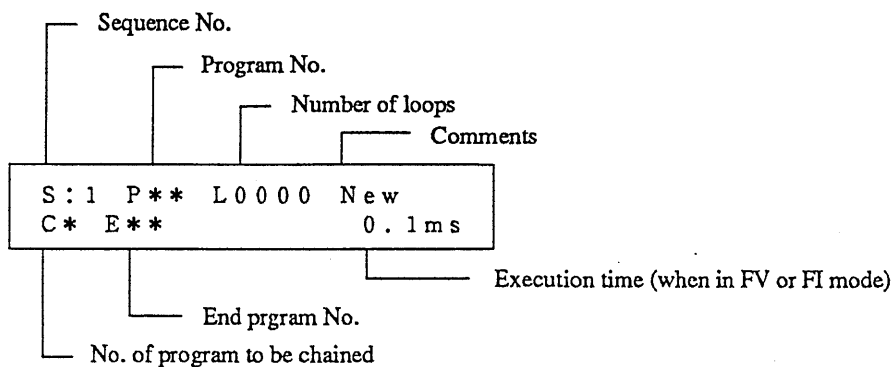 Sequence No.
Program No.
Number of loops
Comments
S:1 P** L0000 New
C* E** 0.1ms
Execution time (when in FV or FI mode)
End prgram No.
No. of program to be chained